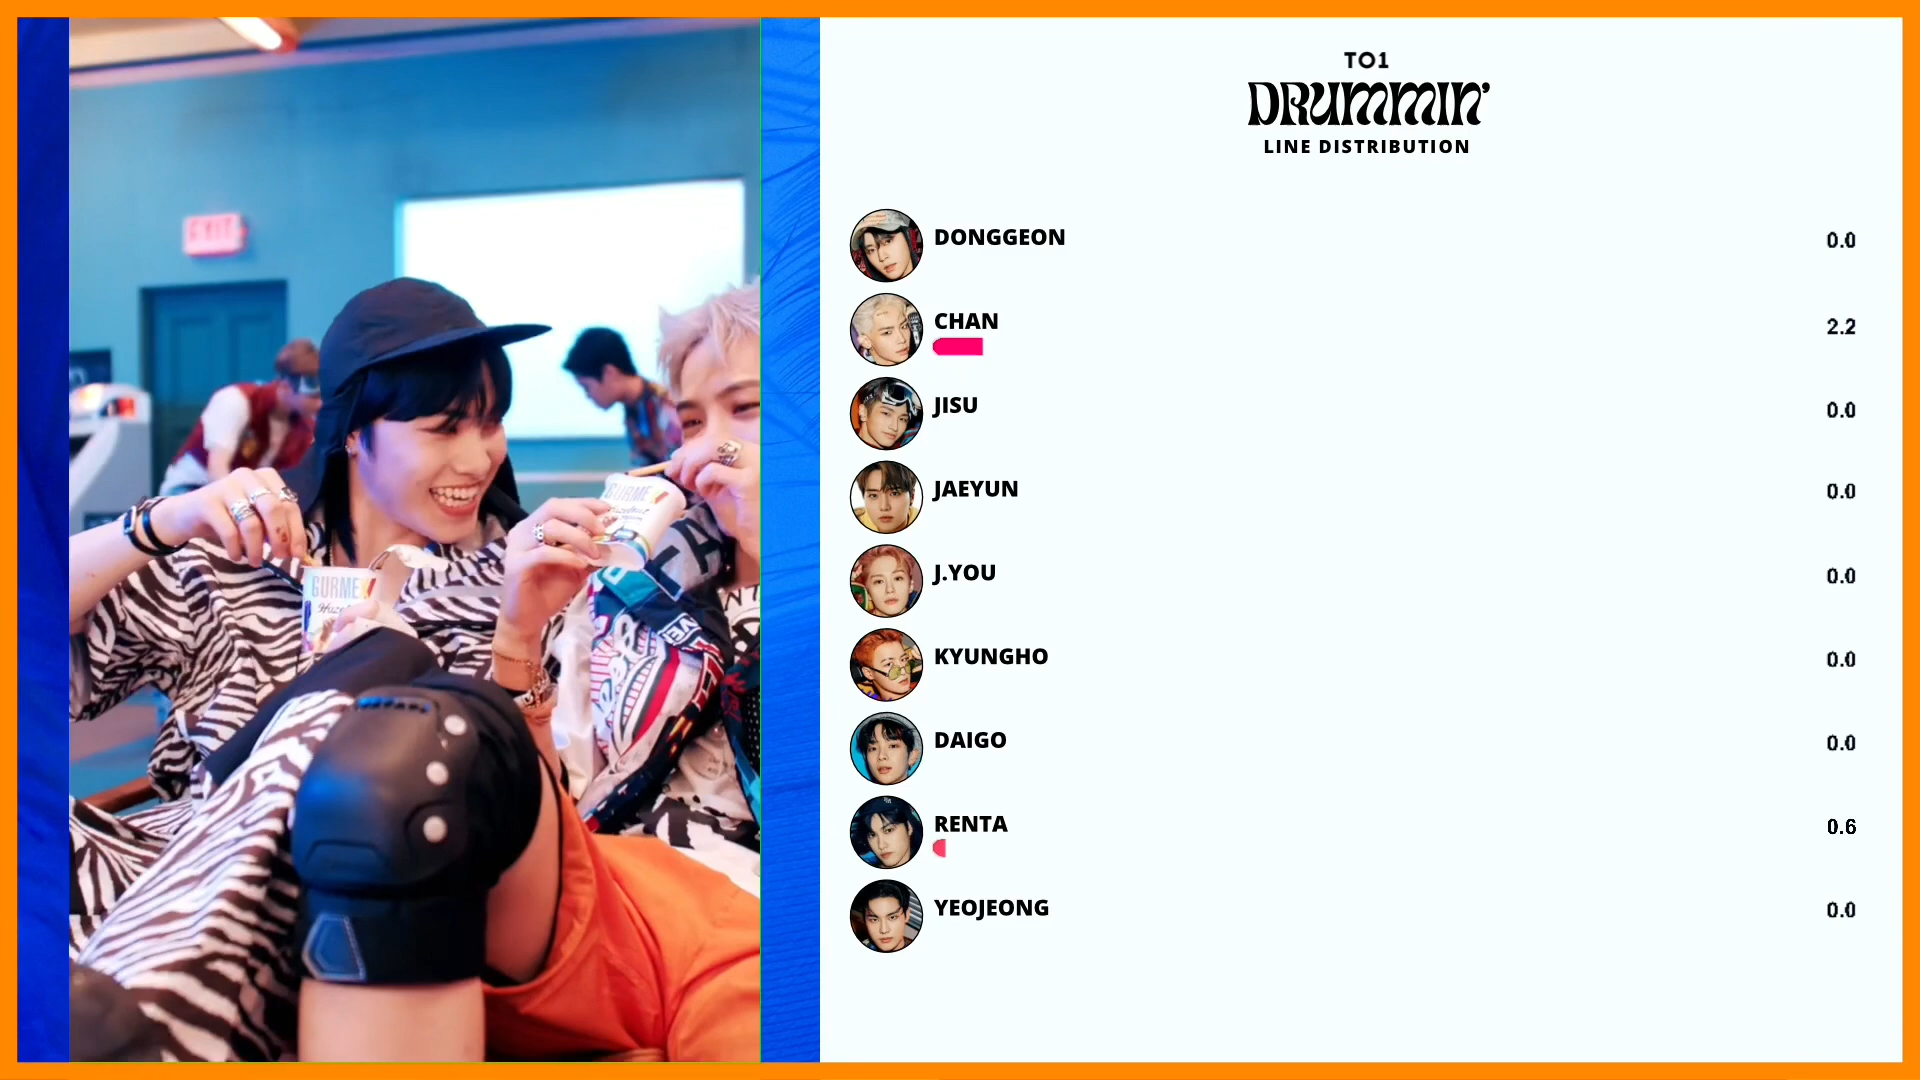 TO1
DRUMMIN'
LINE DISTRIBUTION
EXIT
GURME
GURME
DONGGEON
0.0
CHAN
2.2
JISU
0.0
JAEYUN
0.0
J.YOU
0.0
KYUNGHO
0.0
DAIGO
0.0
RENTA
0.6
YEOJEONG
0.0